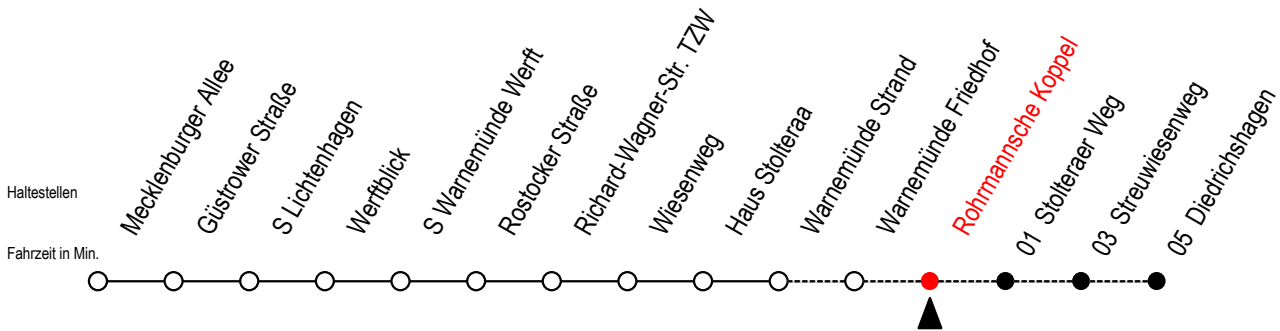 Haltestellen
Fahrzeit in Min.
Mecklenburger Allee
Güstrower Straße
S Lichtenhagen
Werftblick
S Warnemünde Werft
Rostocker Straße
Richard-Wagner-Str. TZW
Wiesenweg
Haus Stolteraa
Warnemünde Strand
Warnemünde Friedhof
Rohrmannsche Koppel
01 Stolteraer Weg
03 Streuwiesenweg
05 Diedrichshagen